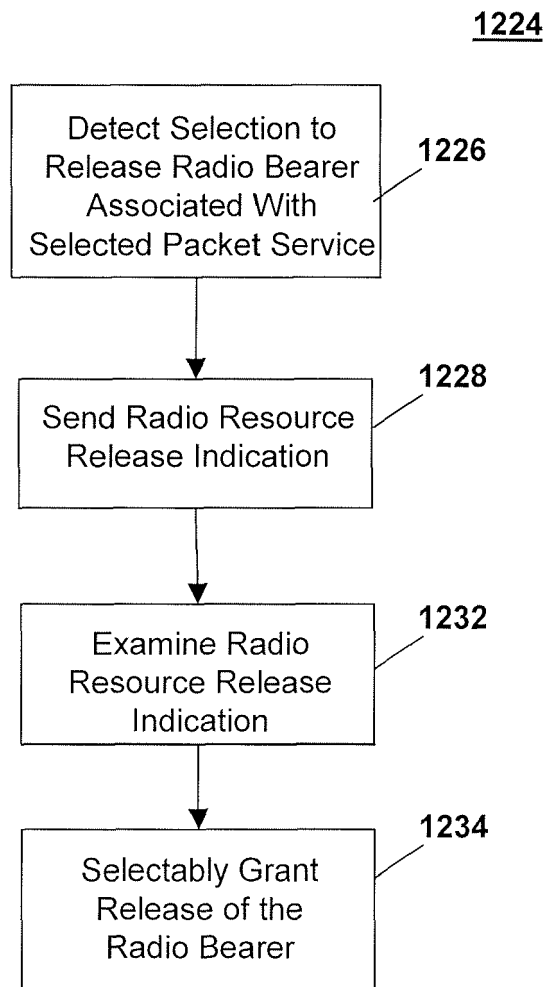 1224
Detect Selection to
Release Radio Bearer
Associated With
Selected Packet Service
1226
Send Radio Resource
Release Indication
1228
Examine Radio
Resource Release
Indication
1232
Selectably Grant
Release of the
Radio Bearer
1234